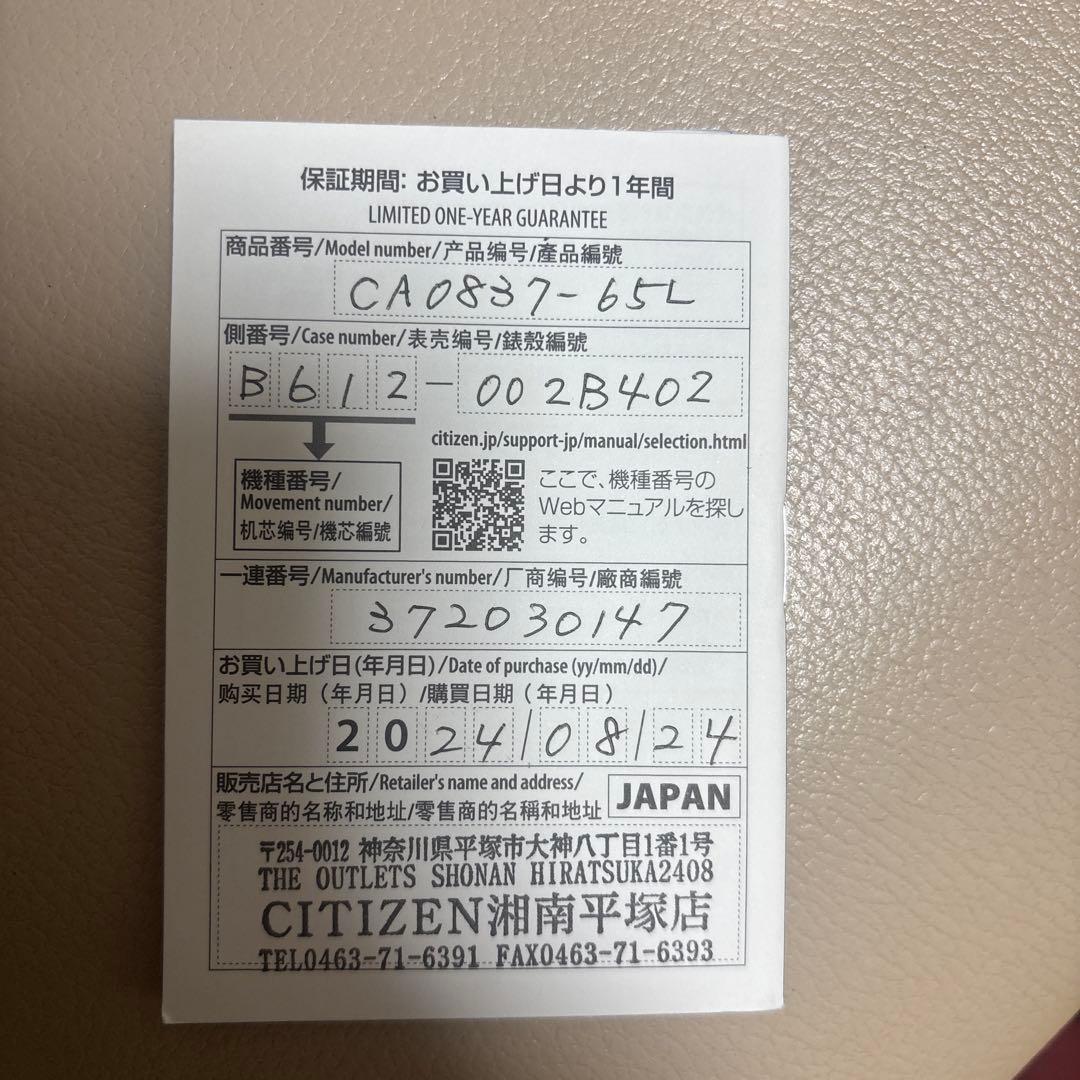 保証期間: お買い上げ日より1年間
LIMITED ONE-YEAR GUARANTEE
商品番号/Model number/产品编号/產品編號
CA0837-65L
側番号/Case number/表壳编号/錶殼編號
B612-002B402
citizen.jp/support-jp/manual/selection.html
機種番号/
Movement number/
机芯编号/機芯編號
ここで、機種番号の
Webマニュアルを探し
ます。
一連番号/Manufacturer's number/厂商编号/廠商編號
372030147
お買い上げ日(年月日)/Date of purchase (yy/mm/dd)/
购买日期（年月日）/購買日期（年月日）
2024/08/24
販売店名と住所/Retailer's name and address/
零售商的名称和地址/零售商的名稱和地址
JAPAN
〒254-0012 神奈川県平塚市大神八丁目1番1号
THE OUTLETS SHONAN HIRATSUKA2408
CITIZEN湘南平塚店
TEL0463-71-6391 FAX0463-71-6393